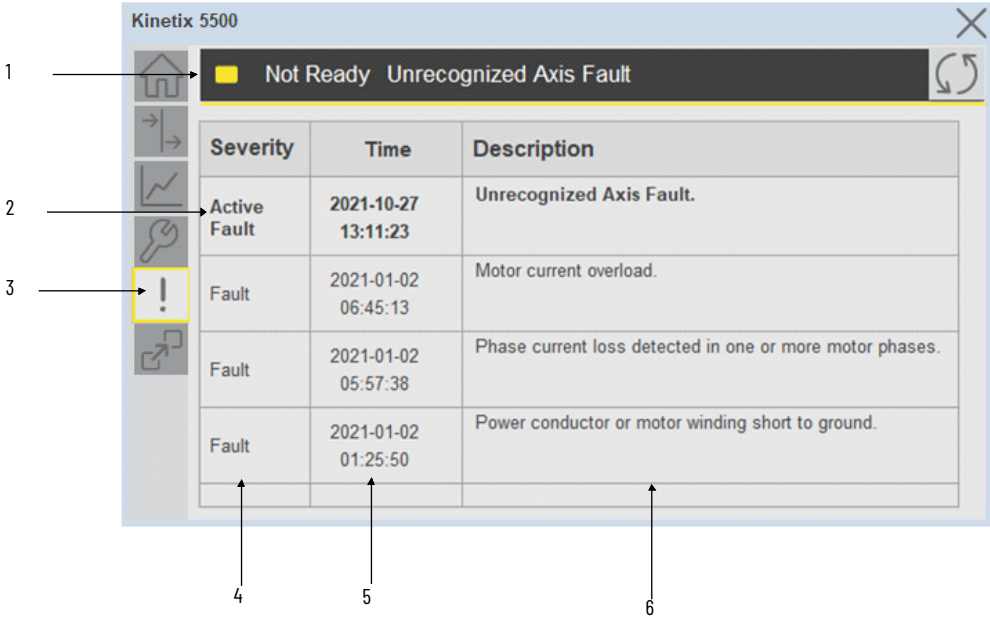 Kinetix 5500
1
Not Ready Unrecognized Axis Fault
Severity Time Description
2
Active Fault
2021-10-27
13:11:23
Unrecognized Axis Fault.
3
Fault
2021-01-02
06:45:13
Motor current overload.
Fault
2021-01-02
05:57:38
Phase current loss detected in one or more motor phases.
Fault
2021-01-02
01:25:50
Power conductor or motor winding short to ground.
4
5
6